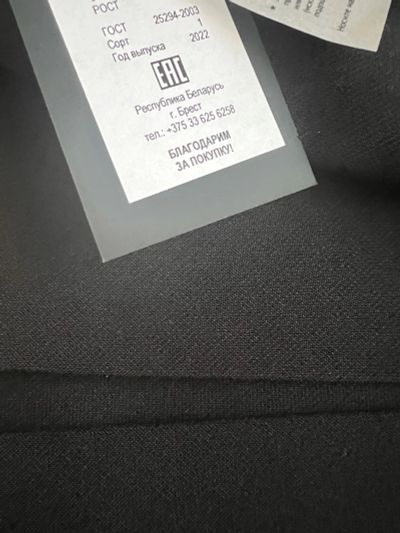 РОСТ
ГОСТ 25294-2003
Сорт 1
Год выпуска 2022
ЕАС
Республика Беларусь
г. Брест
тел.: +375 33 625 6258
БЛАГОДАРИМ
ЗА ПОКУПКУ!